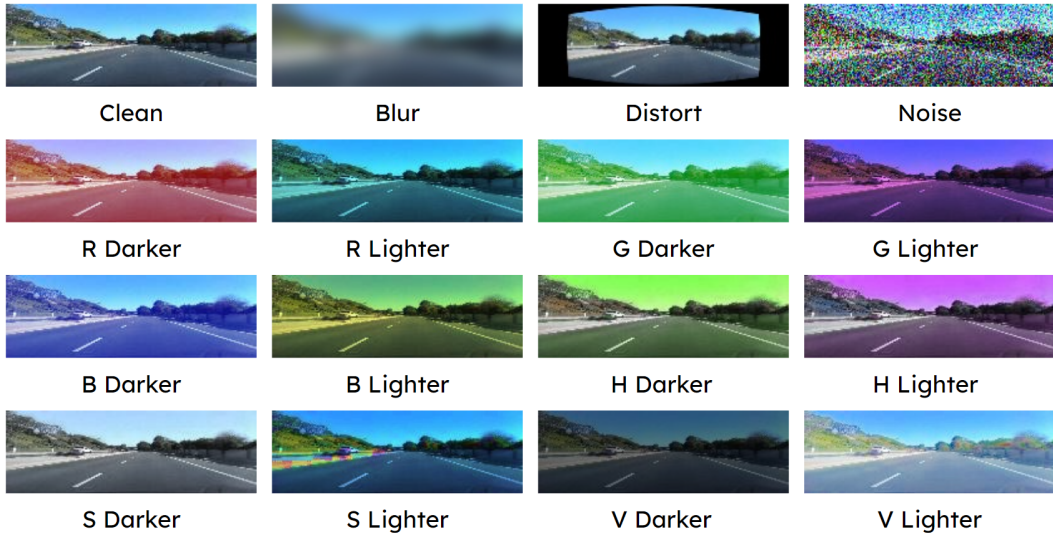 Clean Blur Distort Noise
R Darker R Lighter G Darker G Lighter
B Darker B Lighter H Darker H Lighter
S Darker S Lighter V Darker V Lighter